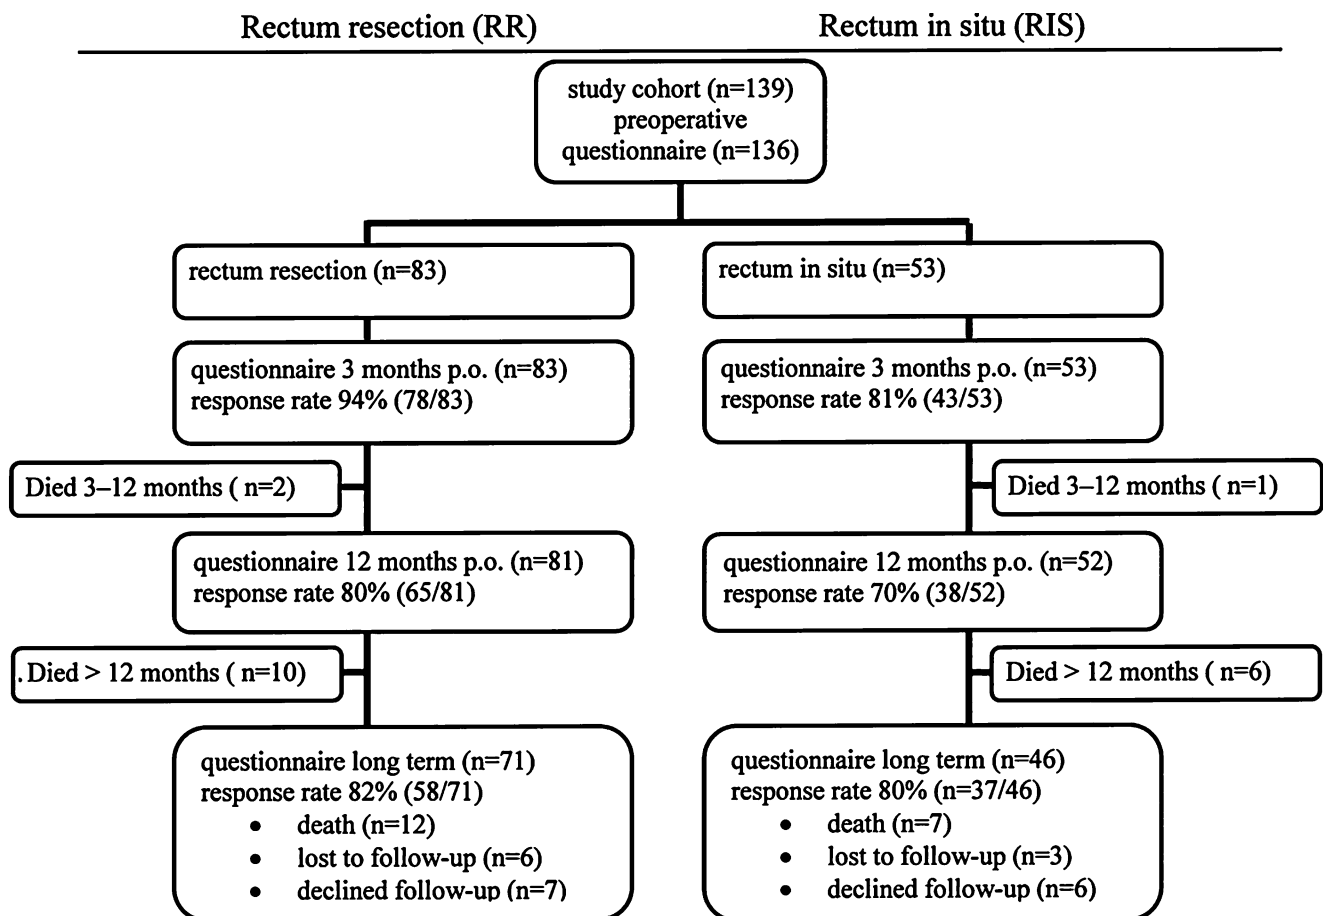 Rectum resection (RR)
Rectum in situ (RIS)
study cohort (n=139)
preoperative
questionnaire (n=136)
rectum resection (n=83)
rectum in situ (n=53)
questionnaire 3 months p.o. (n=83)
response rate 94% (78/83)
questionnaire 3 months p.o. (n=53)
response rate 81% (43/53)
Died 3–12 months ( n=2)
Died 3–12 months ( n=1)
questionnaire 12 months p.o. (n=81)
response rate 80% (65/81)
questionnaire 12 months p.o. (n=52)
response rate 70% (38/52)
.Died > 12 months ( n=10)
Died > 12 months ( n=6)
questionnaire long term (n=71)
response rate 82% (58/71)
• death (n=12)
• lost to follow-up (n=6)
• declined follow-up (n=7)
questionnaire long term (n=46)
response rate 80% (n=37/46)
• death (n=7)
• lost to follow-up (n=3)
• declined follow-up (n=6)